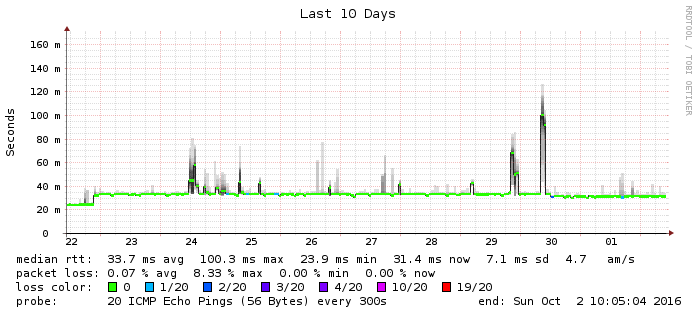 Last 10 Days
RRDTOOL / TOBI OETIKER
Seconds
160 m
140 m
120 m
100 m
80 m
60 m
40 m
20 m
0
22 23 24 25 26 27 28 29 30 01
median rtt: 33.7 ms avg 100.3 ms max 23.9 ms min 31.4 ms now 7.1 ms sd 4.7 am/s
packet loss: 0.07 % avg 8.33 % max 0.00 % min 0.00 % now
loss color: 0 1/20 2/20 3/20 4/20 10/20 19/20
probe: 20 ICMP Echo Pings (56 Bytes) every 300s end: Sun Oct 2 10:05:04 2016